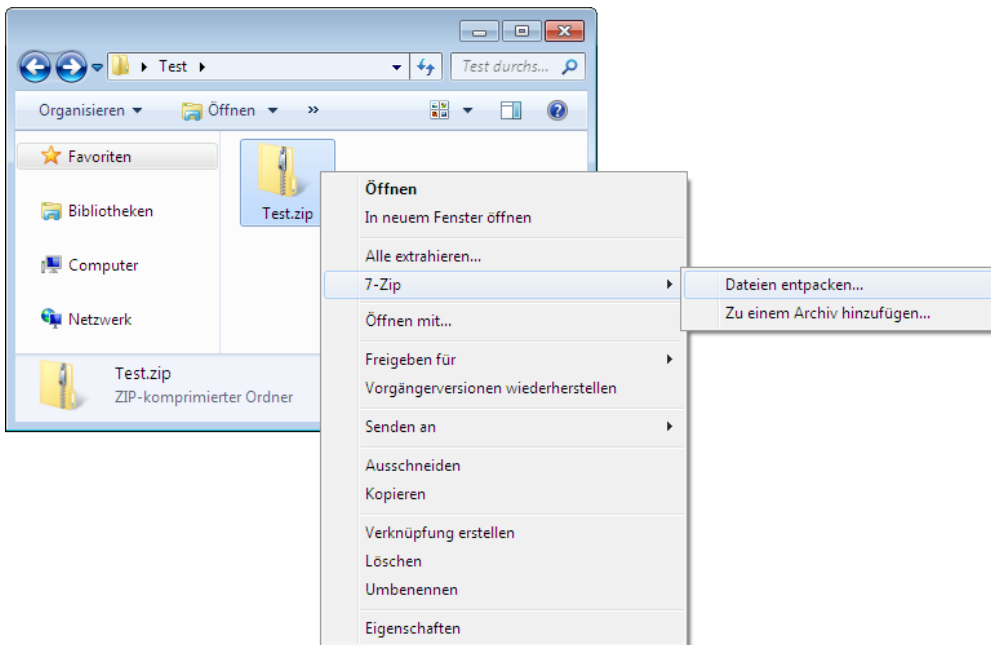 Test
Test durchs...
Organisieren
Öffnen
»
Favoriten
Bibliotheken
Computer
Netzwerk
Test.zip
Test.zip
ZIP-komprimierter Ordner
Öffnen
In neuem Fenster öffnen
Alle extrahieren...
7-Zip
Öffnen mit...
Freigeben für
Vorgängerversionen wiederherstellen
Senden an
Ausschneiden
Kopieren
Verknüpfung erstellen
Löschen
Umbenennen
Eigenschaften
Dateien entpacken...
Zu einem Archiv hinzufügen...